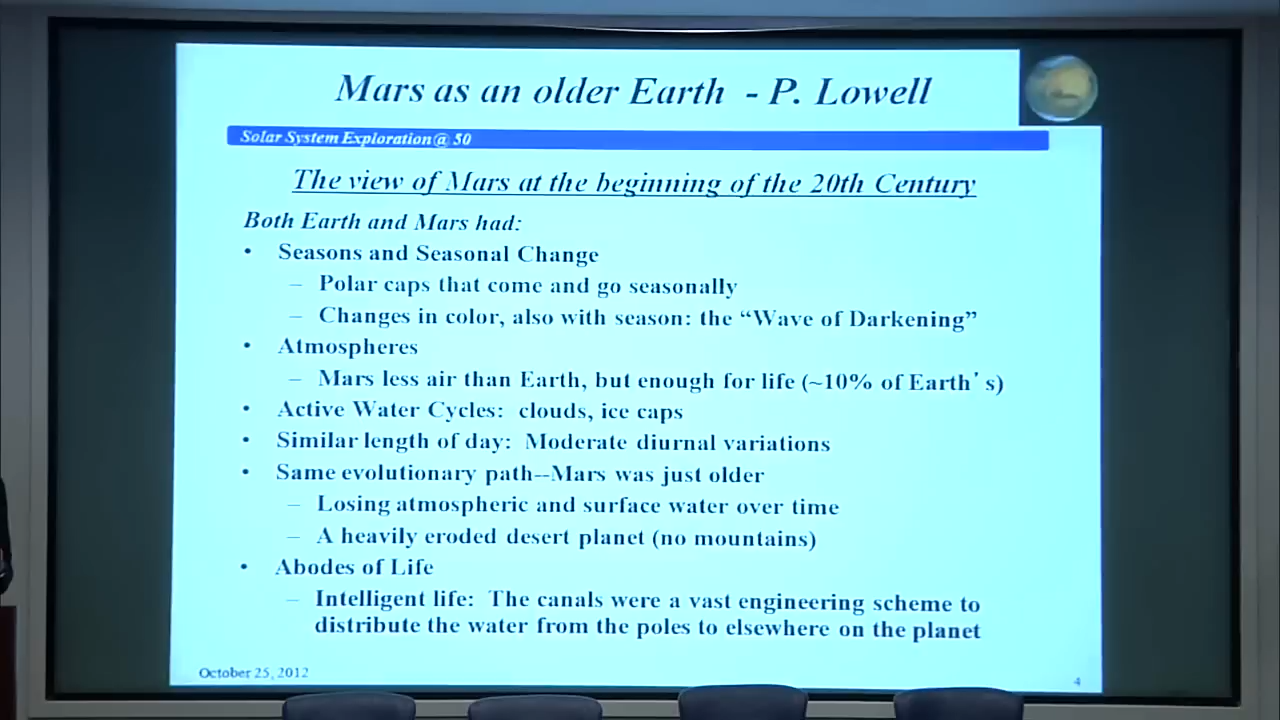 Mars as an older Earth - P. Lowell
Solar System Exploration@ 50
The view of Mars at the beginning of the 20th Century
Both Earth and Mars had:
• Seasons and Seasonal Change
– Polar caps that come and go seasonally
– Changes in color, also with season: the “Wave of Darkening”
• Atmospheres
– Mars less air than Earth, but enough for life (~10% of Earth’s)
• Active Water Cycles: clouds, ice caps
• Similar length of day: Moderate diurnal variations
• Same evolutionary path--Mars was just older
– Losing atmospheric and surface water over time
– A heavily eroded desert planet (no mountains)
• Abodes of Life
– Intelligent life: The canals were a vast engineering scheme to
distribute the water from the poles to elsewhere on the planet
October 25, 2012
4